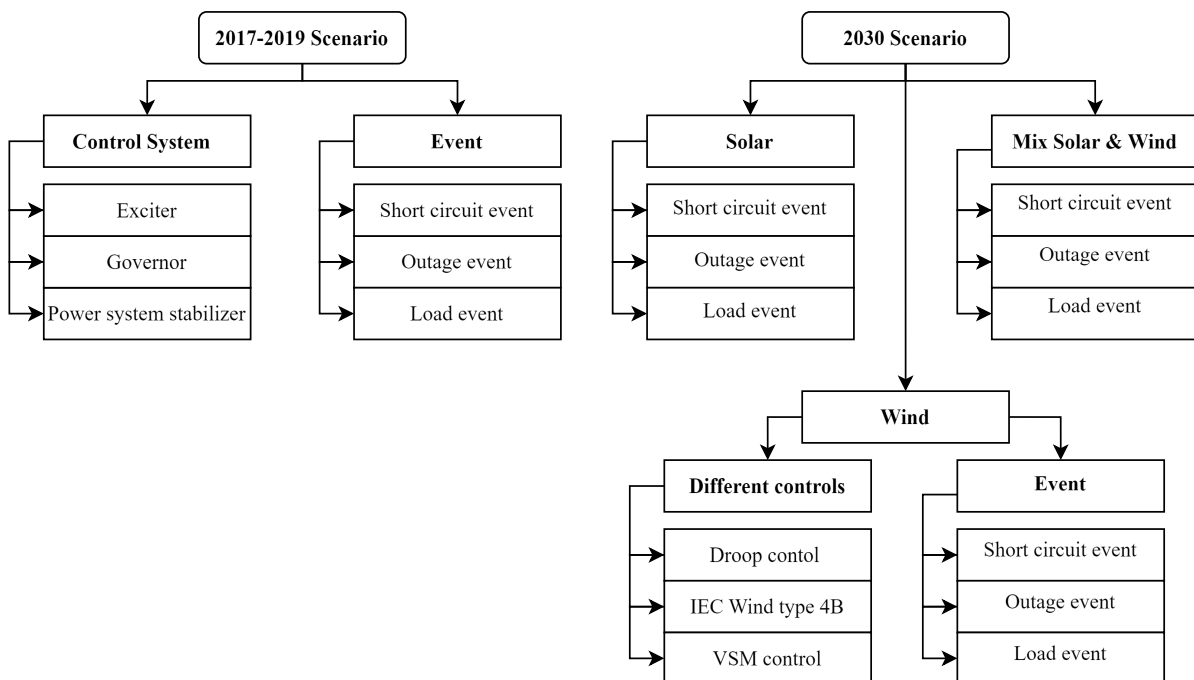 2017-2019 Scenario
Control System
Exciter
Governor
Power system stabilizer
Event
Short circuit event
Outage event
Load event
2030 Scenario
Solar
Short circuit event
Outage event
Load event
Mix Solar & Wind
Short circuit event
Outage event
Load event
Wind
Different controls
Droop contol
IEC Wind type 4B
VSM control
Event
Short circuit event
Outage event
Load event